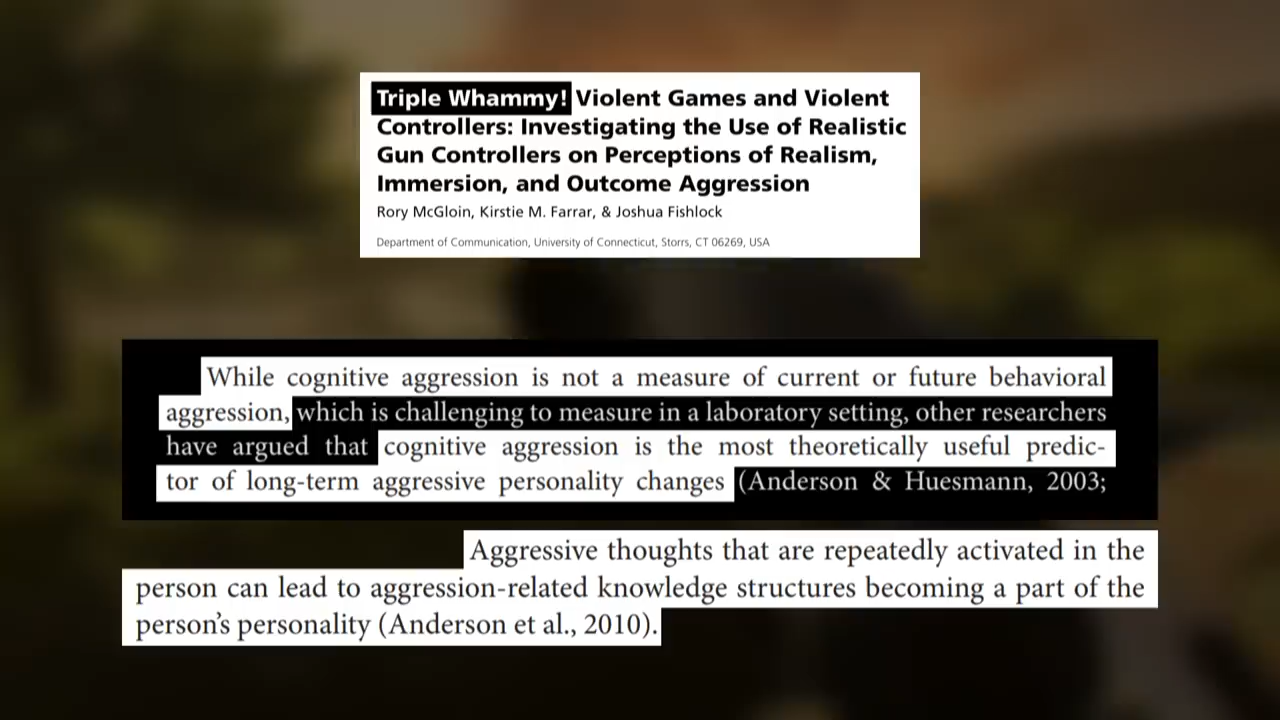 Triple Whammy! Violent Games and Violent
Controllers: Investigating the Use of Realistic
Gun Controllers on Perceptions of Realism,
Immersion, and Outcome Aggression
Rory McGloin, Kirstie M. Farrar, & Joshua Fishlock
Department of Communication, University of Connecticut, Storrs, CT 06269, USA
While cognitive aggression is not a measure of current or future behavioral
aggression, which is challenging to measure in a laboratory setting, other researchers
have argued that cognitive aggression is the most theoretically useful predic-
tor of long-term aggressive personality changes (Anderson & Huesmann, 2003;
Aggressive thoughts that are repeatedly activated in the
person can lead to aggression-related knowledge structures becoming a part of the
person's personality (Anderson et al., 2010).